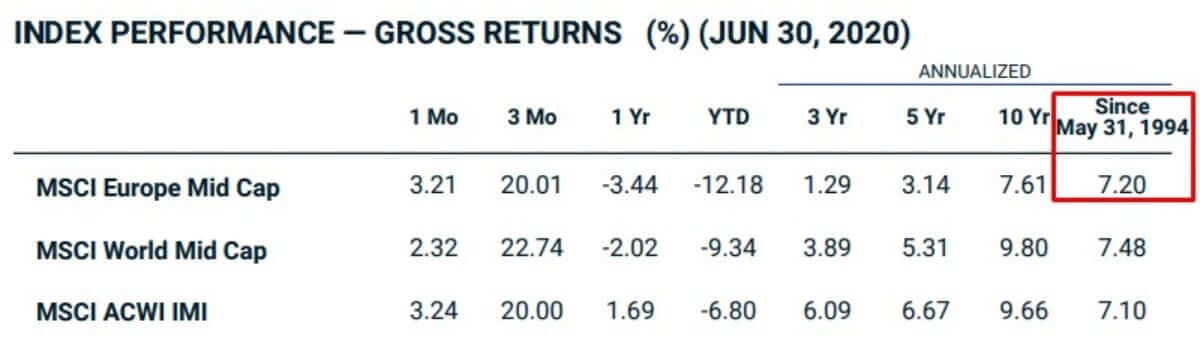 INDEX PERFORMANCE — GROSS RETURNS (%) (JUN 30, 2020)
ANNUALIZED
1 Mo 3 Mo 1 Yr YTD 3 Yr 5 Yr 10 Yr Since May 31, 1994
MSCI Europe Mid Cap 3.21 20.01 -3.44 -12.18 1.29 3.14 7.61 7.20
MSCI World Mid Cap 2.32 22.74 -2.02 -9.34 3.89 5.31 9.80 7.48
MSCI ACWI IMI 3.24 20.00 1.69 -6.80 6.09 6.67 9.66 7.10